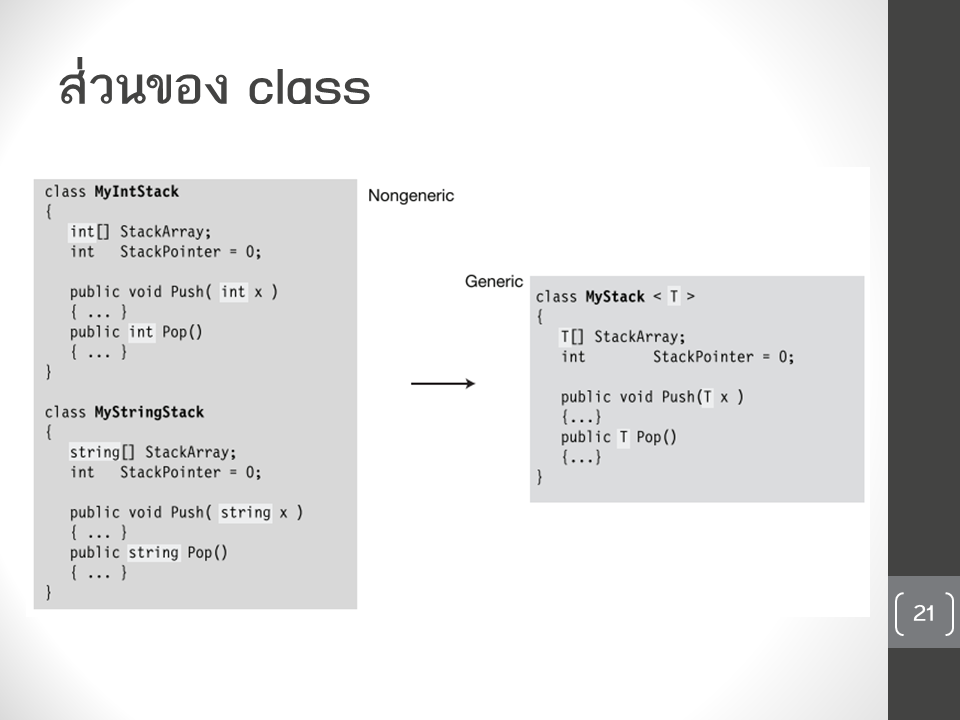 ส่วนของ class
class MyIntStack
{
int[] StackArray;
int StackPointer = 0;
public void Push( int x )
{ ... }
public int Pop()
{ ... }
}
class MyStringStack
{
string[] StackArray;
int StackPointer = 0;
public void Push( string x )
{ ... }
public string Pop()
{ ... }
}
Nongeneric
Generic
class MyStack < T >
{
T[] StackArray;
int StackPointer = 0;
public void Push(T x )
{...}
public T Pop()
{...}
}
21